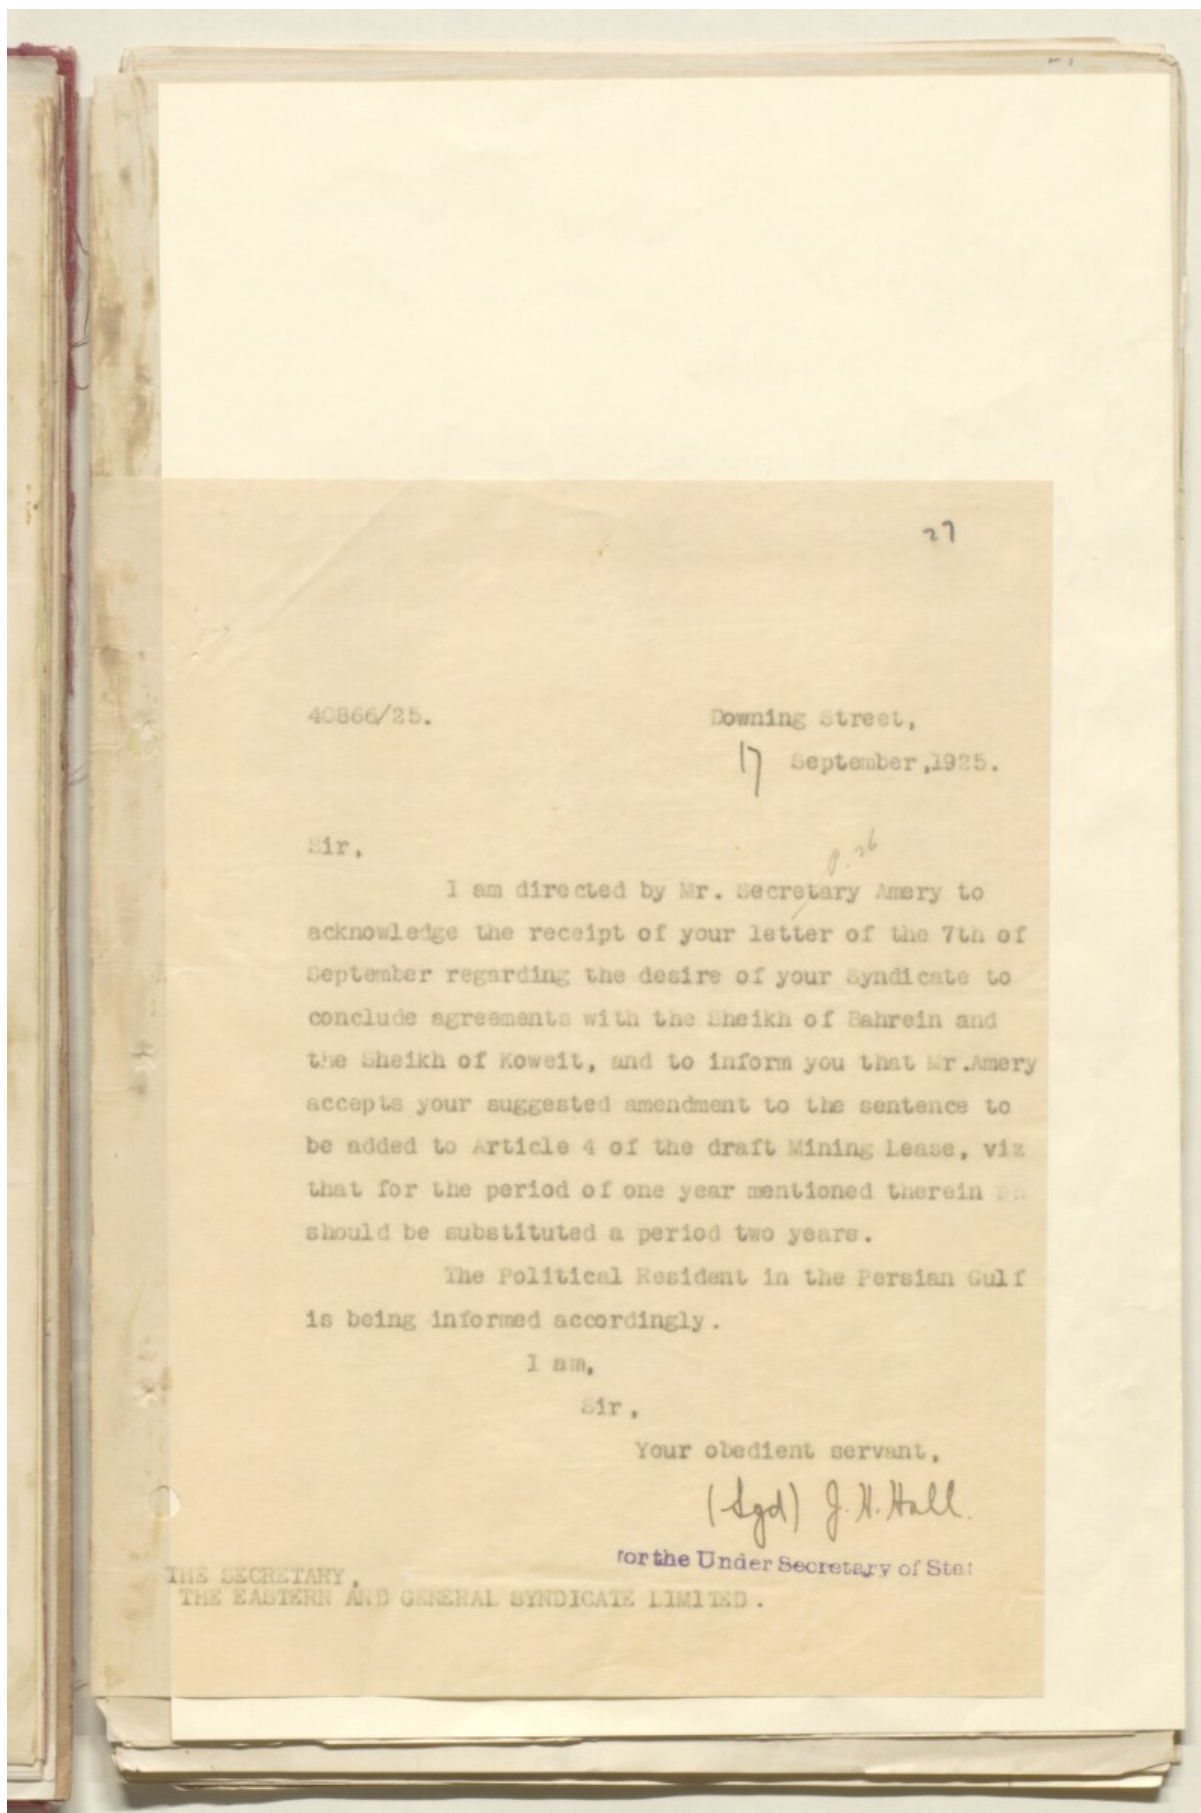 27
40866/25.
Downing Street,
17 September, 1925.
Sir,
p. 26
I am directed by Mr. Secretary Amery to
acknowledge the receipt of your letter of the 7th of
September regarding the desire of your Syndicate to
conclude agreements with the Sheikh of Bahrein and
the Sheikh of Koweit, and to inform you that Mr.Amery
accepts your suggested amendment to the sentence to
be added to Article 4 of the draft Mining Lease, viz
that for the period of one year mentioned therein
should be substituted a period two years.
The Political Resident in the Persian Gulf
is being informed accordingly.
I am,
Sir,
Your obedient servant,
(Sgd) J. H. Hall.
for the Under Secretary of Stat
THE SECRETARY,
THE EASTERN AND GENERAL SYNDICATE LIMITED.